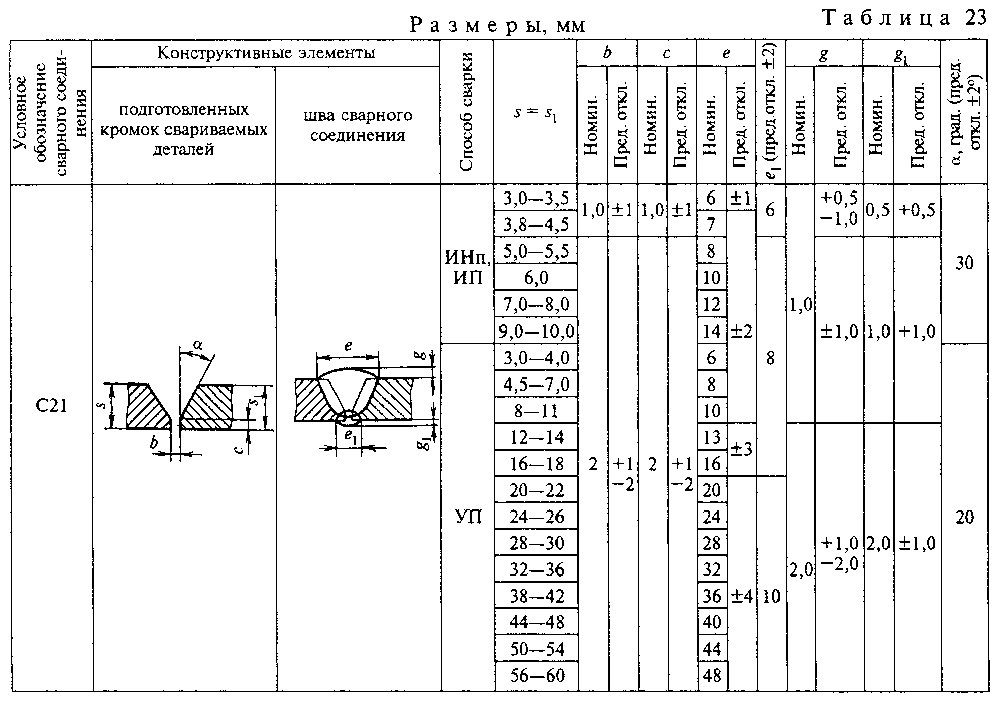 Таблица 23
Размеры, мм
Условное обозначение сварного соеди-нения
Конструктивные элементы
подготовленных
кромок свариваемых
деталей
шва сварного
соединения
Способ сварки
s = s₁
b
c
e
e₁ (пред.откл. ±2)
g
g₁
α, град. (пред. откл. ±2°)
Номин.
Пред. откл.
Номин.
Пред. откл.
Номин.
Пред. откл.
Номин.
Пред. откл.
Номин.
Пред. откл.
С21
α
s
s₁
b
c
e
g
e₁
g₁
ИНп,
ИП
3,0—3,5
1,0
±1
1,0
±1
6
±1
6
1,0
+0,5
−1,0
0,5
+0,5
30
3,8—4,5
7
±2
5,0—5,5
2
+1
−2
2
+1
−2
8
8
±1,0
1,0
+1,0
6,0
10
7,0—8,0
12
9,0—10,0
14
УП
3,0—4,0
6
20
4,5—7,0
8
8—11
10
12—14
13
±3
2,0
+1,0
−2,0
2,0
±1,0
16—18
16
20—22
20
±4
10
24—26
24
28—30
28
32—36
32
38—42
36
44—48
40
50—54
44
56—60
48